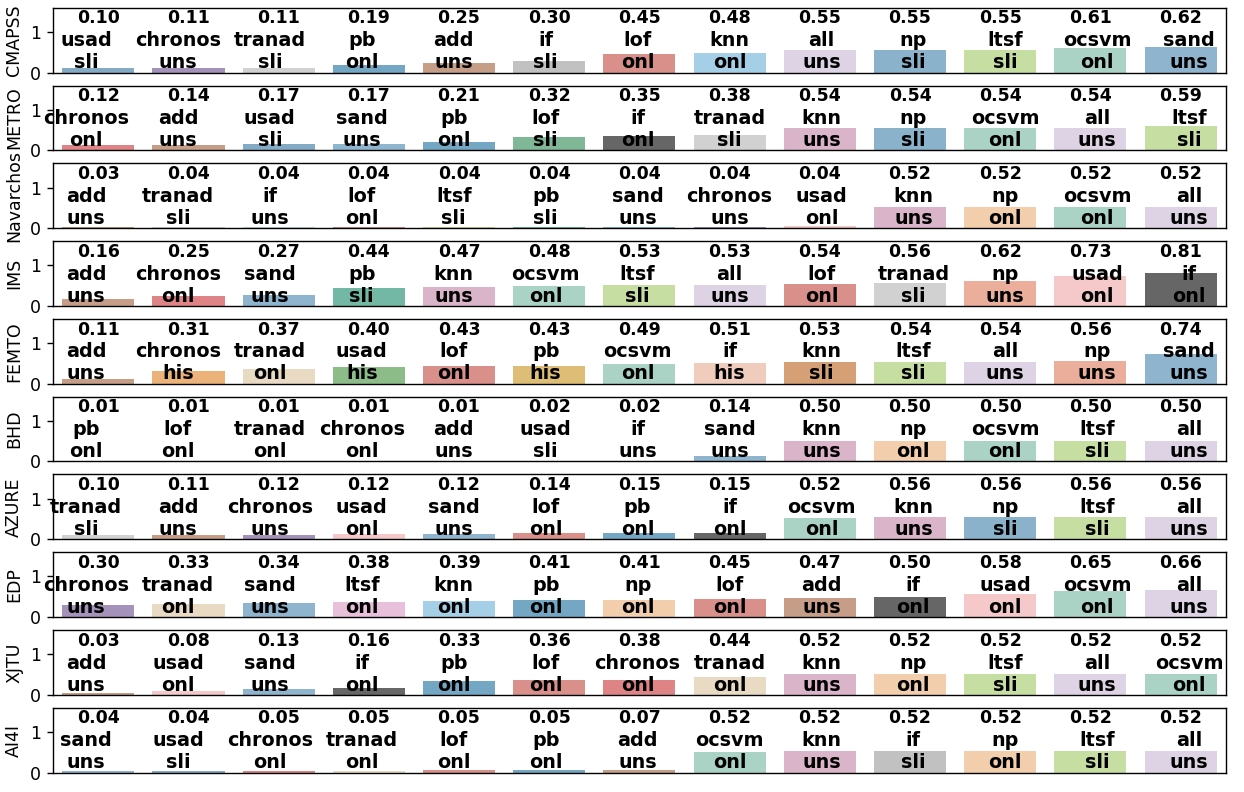 0.10 0.11 0.11 0.19 0.25 0.30 0.45 0.48 0.55 0.55 0.55 0.61 0.62
1 usad chronos tranad pb add if lof knn all np ltsf ocsvm sand
0 sli uns sli onl uns sli onl onl uns sli sli onl uns
CMAPSS
0.12 0.14 0.17 0.17 0.21 0.32 0.35 0.38 0.54 0.54 0.54 0.54 0.59
1 chronos add usad sand pb lof if tranad knn np ocsvm all ltsf
0 onl uns sli uns onl sli onl sli uns sli onl uns sli
METRO
0.03 0.04 0.04 0.04 0.04 0.04 0.04 0.04 0.04 0.52 0.52 0.52 0.52
1 add tranad if lof ltsf pb sand chronos usad knn np ocsvm all
0 uns sli uns onl sli sli uns uns onl uns onl onl uns
Navarchos
0.16 0.25 0.27 0.44 0.47 0.48 0.53 0.53 0.54 0.56 0.62 0.73 0.81
1 add chronos sand pb knn ocsvm ltsf all lof tranad np usad if
0 uns onl uns sli uns onl sli uns onl sli uns onl onl
IMS
0.11 0.31 0.37 0.40 0.43 0.43 0.49 0.51 0.53 0.54 0.54 0.56 0.74
1 add chronos tranad usad lof pb ocsvm if knn ltsf all np sand
0 uns his onl his onl his onl his sli sli uns uns uns
FEMTO
0.01 0.01 0.01 0.01 0.01 0.02 0.02 0.14 0.50 0.50 0.50 0.50 0.50
1 pb lof tranad chronos add usad if sand knn np ocsvm ltsf all
0 onl onl onl onl uns sli uns uns uns onl onl sli uns
BHD
0.10 0.11 0.12 0.12 0.12 0.14 0.15 0.15 0.52 0.56 0.56 0.56 0.56
1 tranad add chronos usad sand lof pb if ocsvm knn np ltsf all
0 sli uns uns onl uns onl onl onl onl uns sli sli uns
AZURE
0.30 0.33 0.34 0.38 0.39 0.41 0.41 0.45 0.47 0.50 0.58 0.65 0.66
1 chronos tranad sand ltsf knn pb np lof add if usad ocsvm all
0 uns onl uns onl onl onl onl onl uns onl onl onl uns
EDP
0.03 0.08 0.13 0.16 0.33 0.36 0.38 0.44 0.52 0.52 0.52 0.52 0.52
1 add usad sand if pb lof chronos tranad knn np ltsf all ocsvm
0 uns onl uns onl onl onl onl onl uns onl sli uns onl
XJTU
0.04 0.04 0.05 0.05 0.05 0.05 0.07 0.52 0.52 0.52 0.52 0.52 0.52
1 sand usad chronos tranad lof pb add ocsvm knn if np ltsf all
0 uns sli onl onl onl onl uns onl uns sli onl sli uns
AI4I